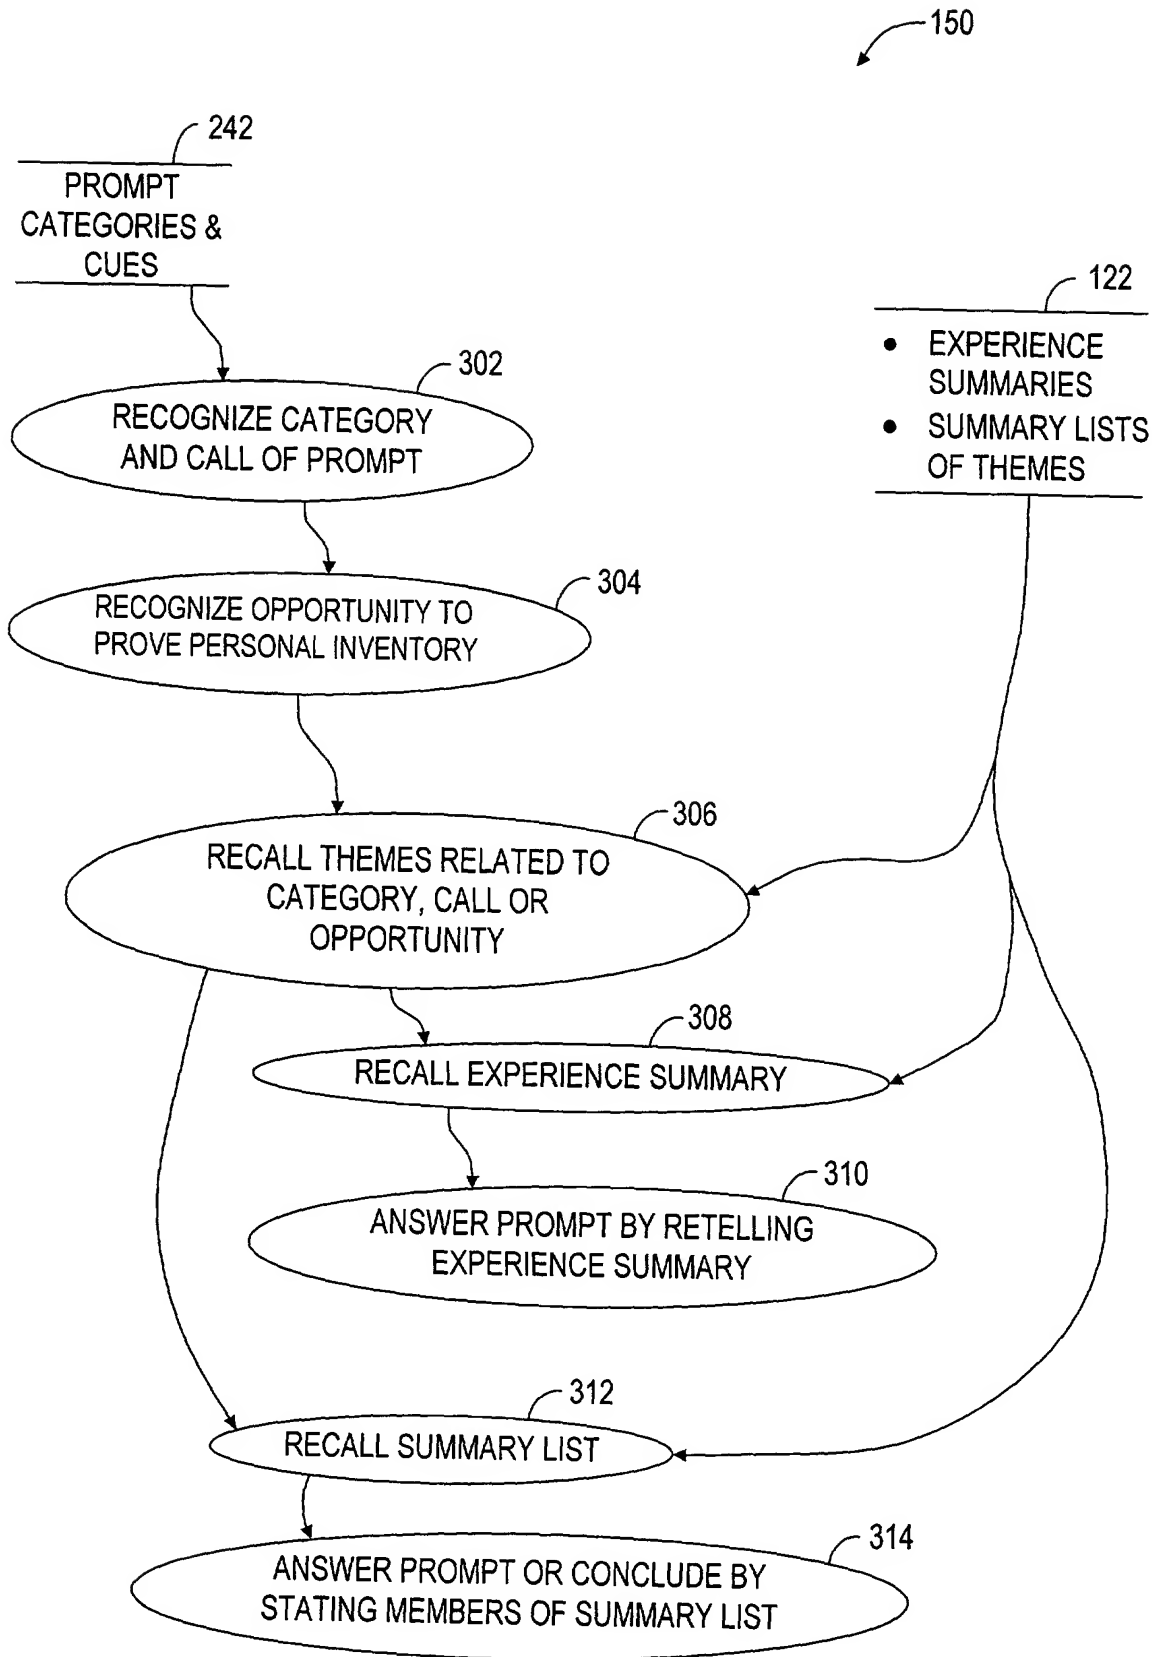 150
242
PROMPT
CATEGORIES &
CUES
122
• EXPERIENCE
SUMMARIES
• SUMMARY LISTS
OF THEMES
302
RECOGNIZE CATEGORY
AND CALL OF PROMPT
304
RECOGNIZE OPPORTUNITY TO
PROVE PERSONAL INVENTORY
306
RECALL THEMES RELATED TO
CATEGORY, CALL OR
OPPORTUNITY
308
RECALL EXPERIENCE SUMMARY
310
ANSWER PROMPT BY RETELLING
EXPERIENCE SUMMARY
312
RECALL SUMMARY LIST
314
ANSWER PROMPT OR CONCLUDE BY
STATING MEMBERS OF SUMMARY LIST